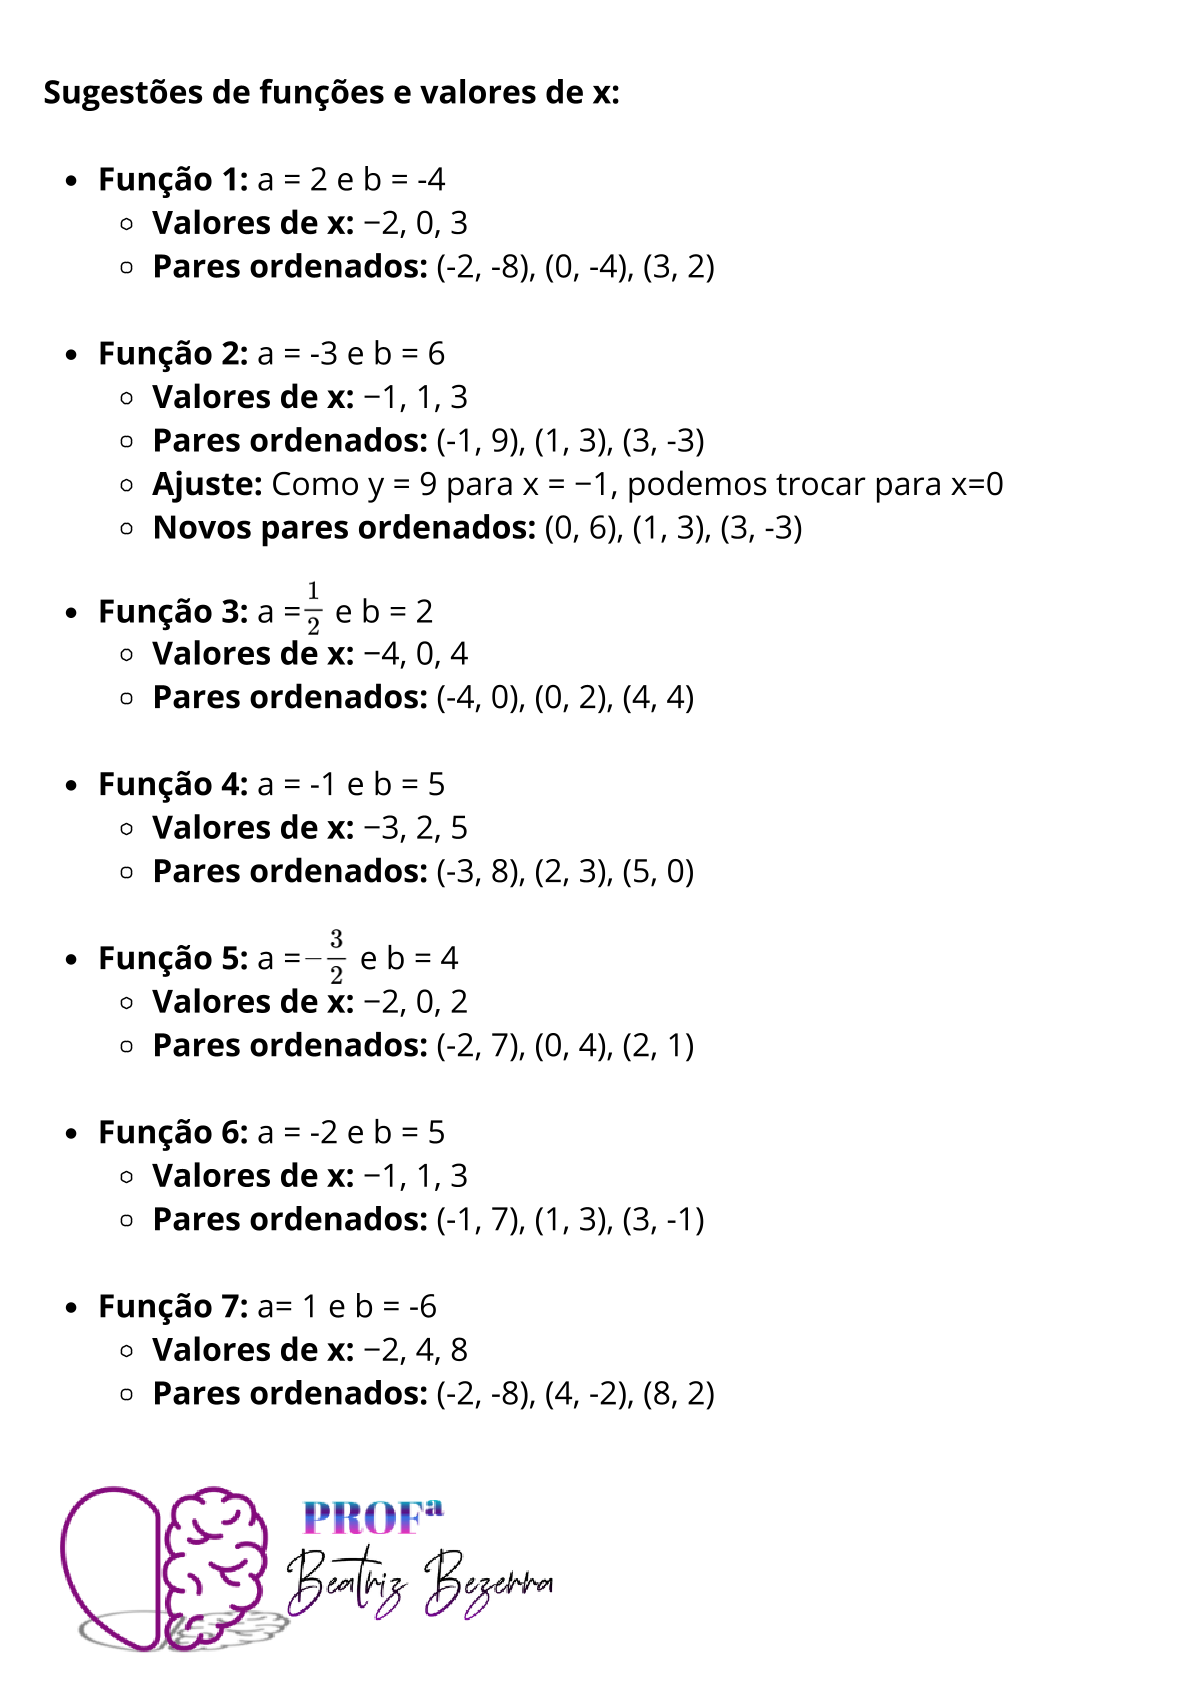 Sugestões de funções e valores de x:
• Função 1: a = 2 e b = -4
◦ Valores de x: −2, 0, 3
◦ Pares ordenados: (-2, -8), (0, -4), (3, 2)
• Função 2: a = -3 e b = 6
◦ Valores de x: −1, 1, 3
◦ Pares ordenados: (-1, 9), (1, 3), (3, -3)
◦ Ajuste: Como y = 9 para x = −1, podemos trocar para x=0
◦ Novos pares ordenados: (0, 6), (1, 3), (3, -3)
• Função 3: a =1/2 e b = 2
◦ Valores de x: −4, 0, 4
◦ Pares ordenados: (-4, 0), (0, 2), (4, 4)
• Função 4: a = -1 e b = 5
◦ Valores de x: −3, 2, 5
◦ Pares ordenados: (-3, 8), (2, 3), (5, 0)
• Função 5: a =−3/2 e b = 4
◦ Valores de x: −2, 0, 2
◦ Pares ordenados: (-2, 7), (0, 4), (2, 1)
• Função 6: a = -2 e b = 5
◦ Valores de x: −1, 1, 3
◦ Pares ordenados: (-1, 7), (1, 3), (3, -1)
• Função 7: a= 1 e b = -6
◦ Valores de x: −2, 4, 8
◦ Pares ordenados: (-2, -8), (4, -2), (8, 2)
PROFª
Beatriz Bezerra